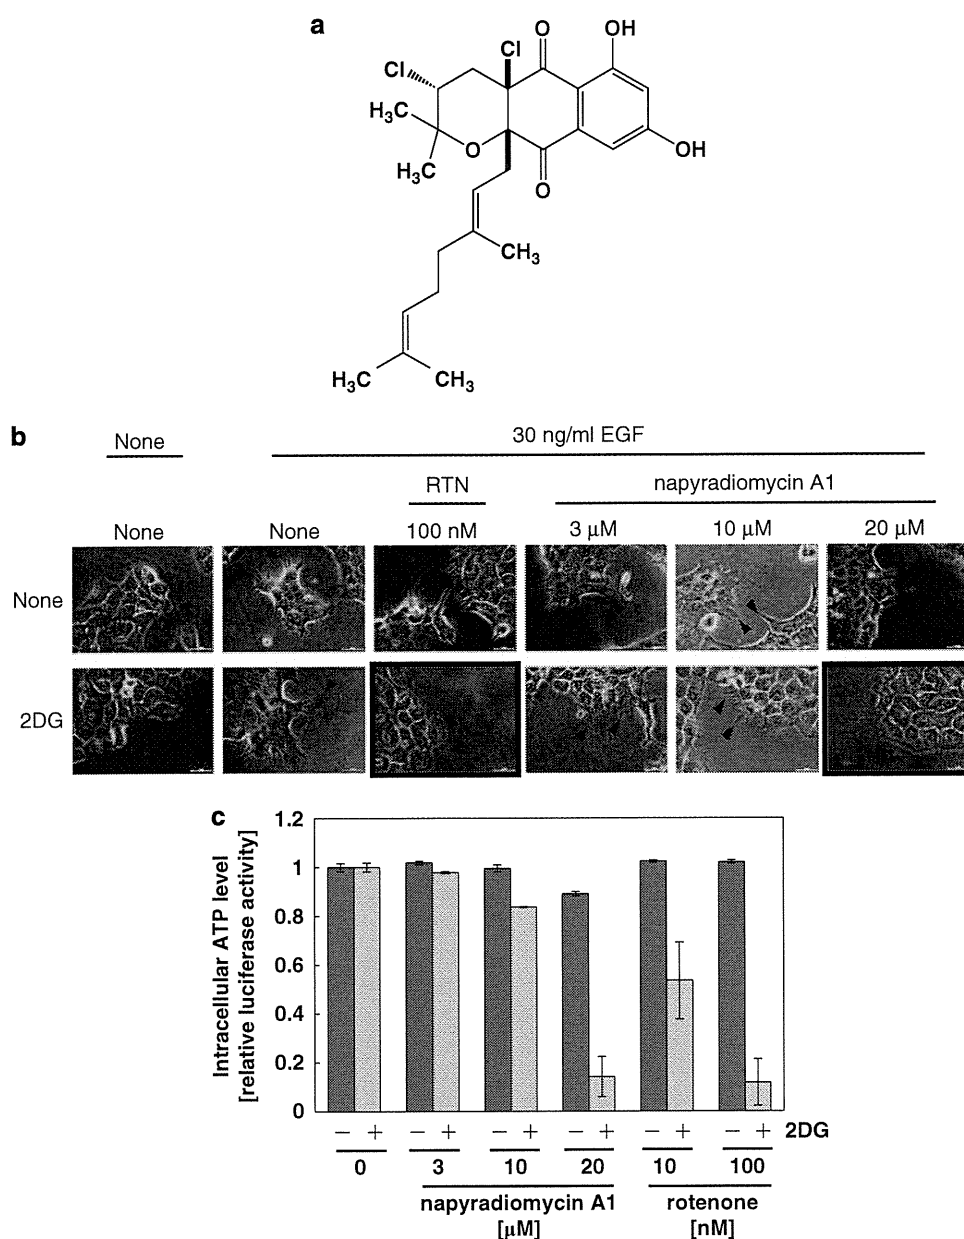 a
Cl
O
OH
Cl
H₃C
O
H₃C
O
OH
CH₃
H₃C
CH₃
b
None
30 ng/ml EGF
RTN
napyradiomycin A1
None
None
100 nM
3 µM
10 µM
20 µM
None
2DG
c
Intracellular ATP level
[relative luciferase activity]
1.2
1
0.8
0.6
0.4
0.2
0
− + − + − + − + − + − + 2DG
0 3 10 20 10 100
napyradiomycin A1 rotenone
[µM] [nM]